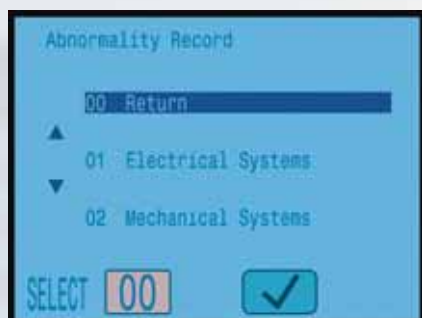 Abnormality Record
00 Return
01 Electrical Systems
02 Mechanical Systems
SELECT 00